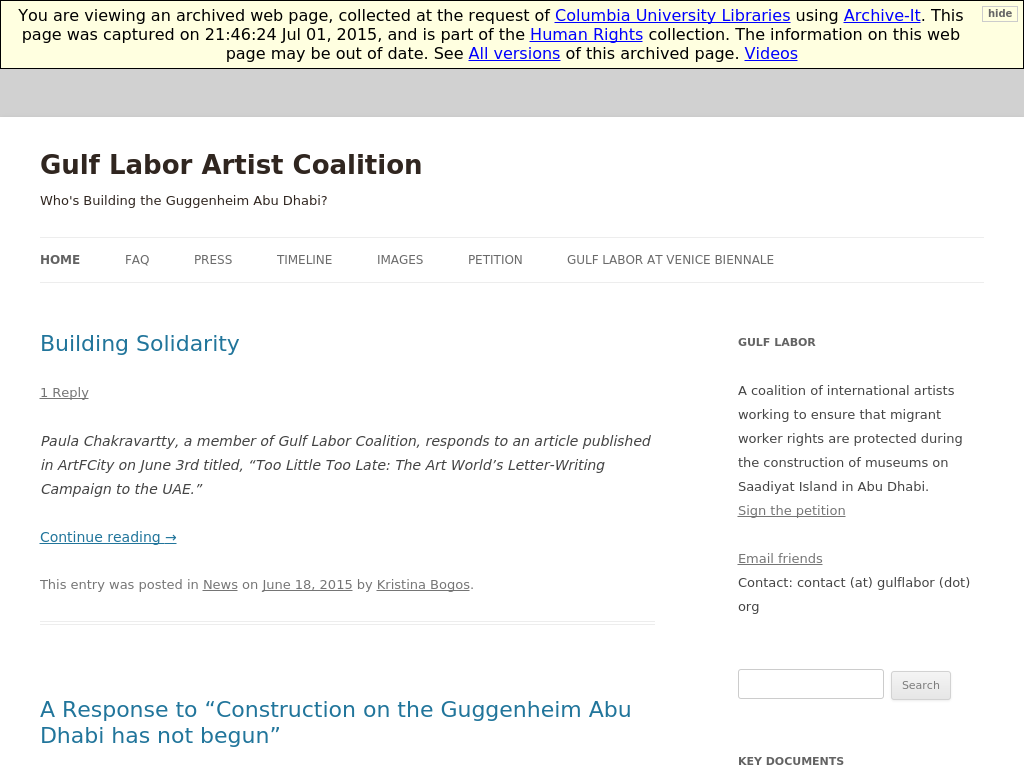 You are viewing an archived web page, collected at the request of Columbia University Libraries using Archive-It. This
page was captured on 21:46:24 Jul 01, 2015, and is part of the Human Rights collection. The information on this web
page may be out of date. See All versions of this archived page. Videos
hide
Gulf Labor Artist Coalition
Who's Building the Guggenheim Abu Dhabi?
HOME FAQ PRESS TIMELINE IMAGES PETITION GULF LABOR AT VENICE BIENNALE
Building Solidarity
1 Reply
Paula Chakravartty, a member of Gulf Labor Coalition, responds to an article published
in ArtFCity on June 3rd titled, “Too Little Too Late: The Art World’s Letter-Writing
Campaign to the UAE.”
Continue reading →
This entry was posted in News on June 18, 2015 by Kristina Bogos.
A Response to “Construction on the Guggenheim Abu
Dhabi has not begun”
GULF LABOR
A coalition of international artists
working to ensure that migrant
worker rights are protected during
the construction of museums on
Saadiyat Island in Abu Dhabi.
Sign the petition
Email friends
Contact: contact (at) gulflabor (dot)
org
Search
KEY DOCUMENTS